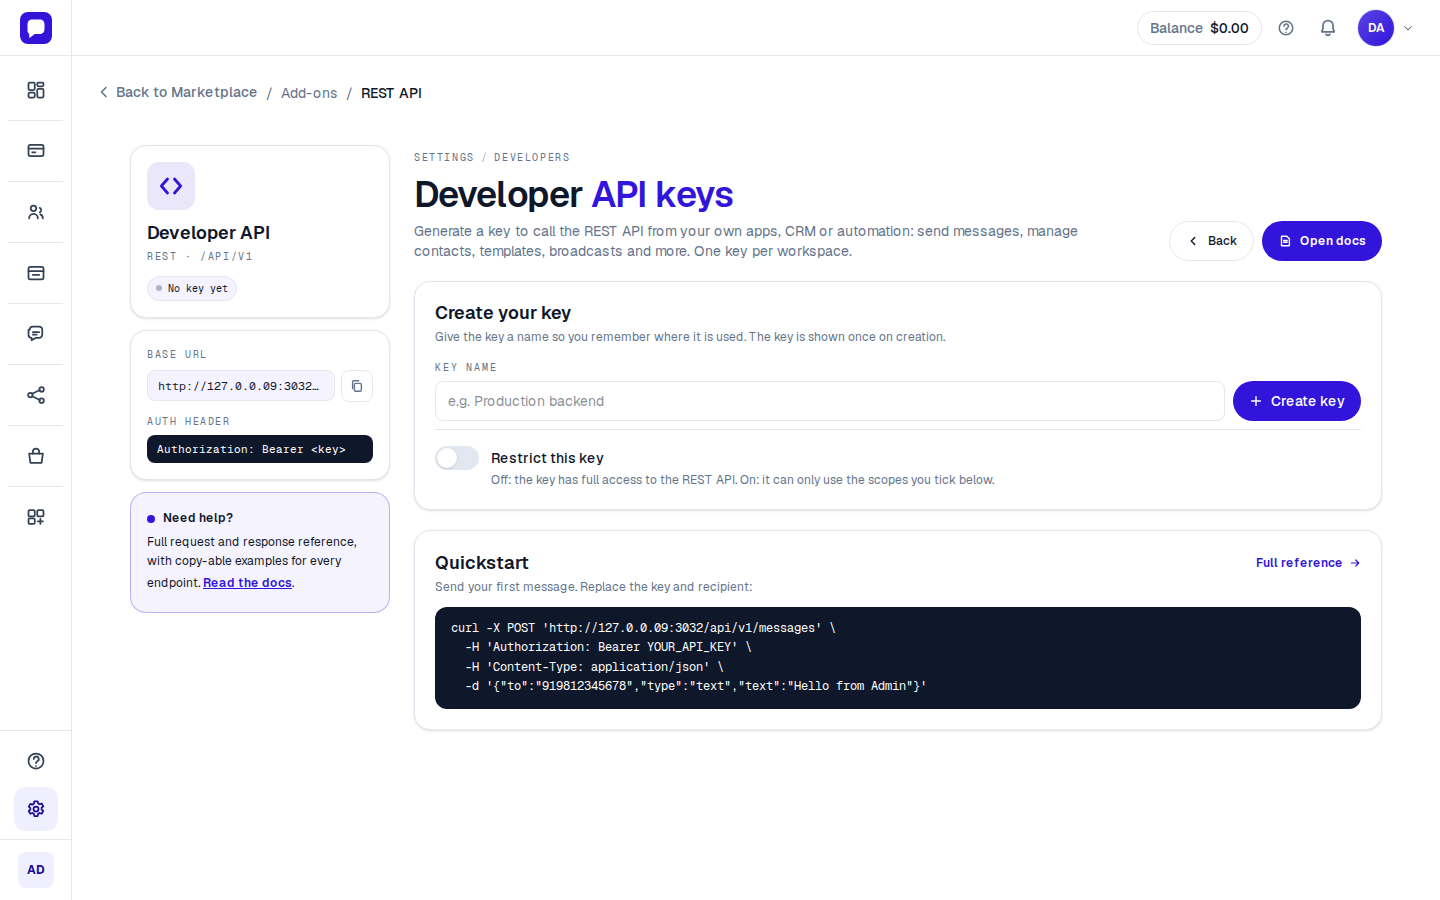 Balance $0.00
DA
Back to Marketplace / Add-ons / REST API
Developer API
REST · /API/V1
No key yet
BASE URL
http://127.0.0.09:3032…
AUTH HEADER
Authorization: Bearer <key>
Need help?
Full request and response reference,
with copy-able examples for every
endpoint. Read the docs.
SETTINGS / DEVELOPERS
Developer API keys
Generate a key to call the REST API from your own apps, CRM or automation: send messages, manage
contacts, templates, broadcasts and more. One key per workspace.
Back
Open docs
Create your key
Give the key a name so you remember where it is used. The key is shown once on creation.
KEY NAME
e.g. Production backend
Create key
Restrict this key
Off: the key has full access to the REST API. On: it can only use the scopes you tick below.
Quickstart
Full reference
Send your first message. Replace the key and recipient:
curl -X POST 'http://127.0.0.09:3032/api/v1/messages' \
-H 'Authorization: Bearer YOUR_API_KEY' \
-H 'Content-Type: application/json' \
-d '{"to":"919812345678","type":"text","text":"Hello from Admin"}'
AD